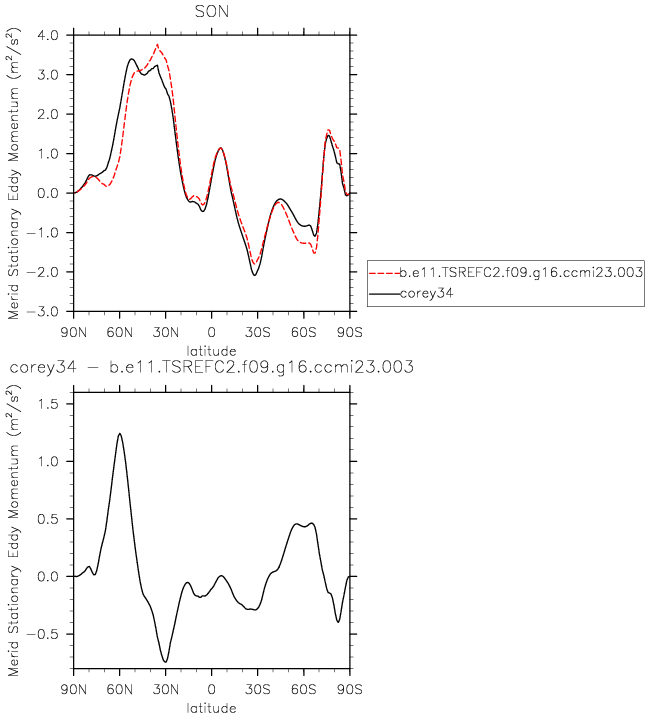 SON
Merid Stationary Eddy Momentum (m²/s²)
4.0
3.0
2.0
1.0
0.0
−1.0
−2.0
−3.0
90N 60N 30N 0 30S 60S 90S
latitude
b.e11.TSREFC2.f09.g16.ccmi23.003
corey34
corey34 − b.e11.TSREFC2.f09.g16.ccmi23.003
Merid Stationary Eddy Momentum (m²/s²)
1.5
1.0
0.5
0.0
−0.5
90N 60N 30N 0 30S 60S 90S
latitude